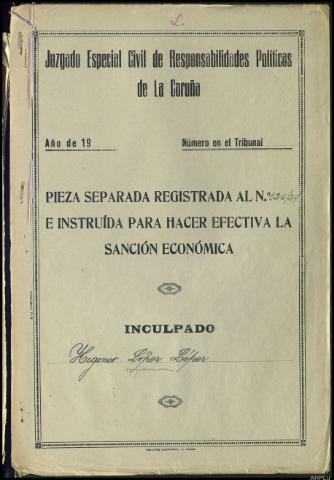 L.
Juzgado Especial Civil de Responsabilidades Políticas
de La Coruña
Año de 19
Número en el Tribunal
PIEZA SEPARADA REGISTRADA AL N.º
E INSTRUÍDA PARA HACER EFECTIVA LA
SANCIÓN ECONÓMICA
INCULPADO
López López